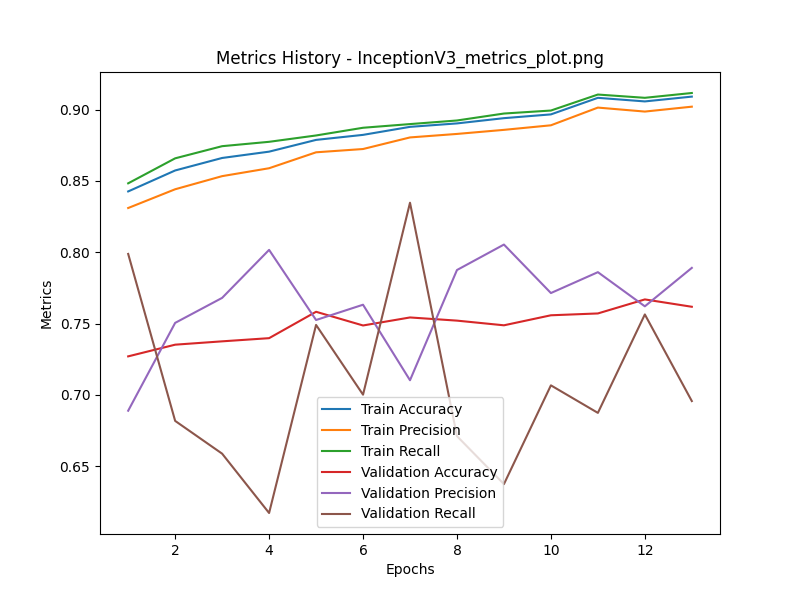 Metrics History - InceptionV3_metrics_plot.png
Metrics
0.90
0.85
0.80
0.75
0.70
0.65
Train Accuracy
Train Precision
Train Recall
Validation Accuracy
Validation Precision
Validation Recall
2 4 6 8 10 12
Epochs